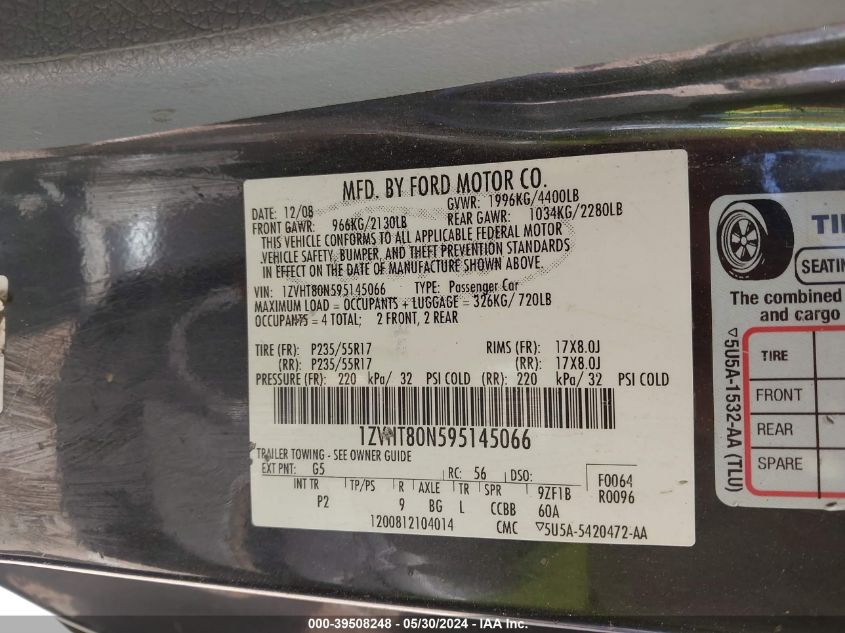 MFD. BY FORD MOTOR CO.
DATE: 12/08 GVWR: 1996KG/4400LB
FRONT GAWR: 966KG/2130LB REAR GAWR: 1034KG/2280LB
THIS VEHICLE CONFORMS TO ALL APPLICABLE FEDERAL MOTOR
VEHICLE SAFETY, BUMPER, AND THEFT PREVENTION STANDARDS
IN EFFECT ON THE DATE OF MANUFACTURE SHOWN ABOVE.
VIN: 1ZVHT80N595145066 TYPE: Passenger Car
MAXIMUM LOAD = OCCUPANTS + LUGGAGE = 326KG/ 720LB
OCCUPANTS = 4 TOTAL; 2 FRONT, 2 REAR
TIRE (FR): P235/55R17 RIMS (FR): 17X8.0J
(RR): P235/55R17 (RR): 17X8.0J
PRESSURE (FR): 220 kPa/ 32 PSI COLD (RR): 220 kPa/ 32 PSI COLD
1ZVHT80N595145066
TRAILER TOWING - SEE OWNER GUIDE
EXT PNT: G5 RC: 56 DSO: F0064
INT TR TP/PS R AXLE TR SPR 9ZF1B R0096
P2 9 BG L CCBB 60A
1200812104014 CMC ▽5U5A-5420472-AA
TI
SEATIN
The combined
and cargo
TIRE
FRONT
REAR
SPARE
▽5U5A-1532-AA (TLU)
000-39508248 - 05/30/2024 - IAA Inc.